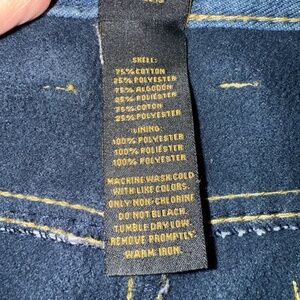 SHELL:
75% COTTON
25% POLYESTER
75% ALGODÓN
25% POLIÉSTER
75% COTON
25% POLYESTER
LINING:
100% POLYESTER
100% POLIÉSTER
100% POLYESTER
MACHINE WASH COLD
WITH LIKE COLORS.
ONLY NON-CHLORINE
DO NOT BLEACH.
TUMBLE DRY LOW.
REMOVE PROMPTLY.
WARM IRON.